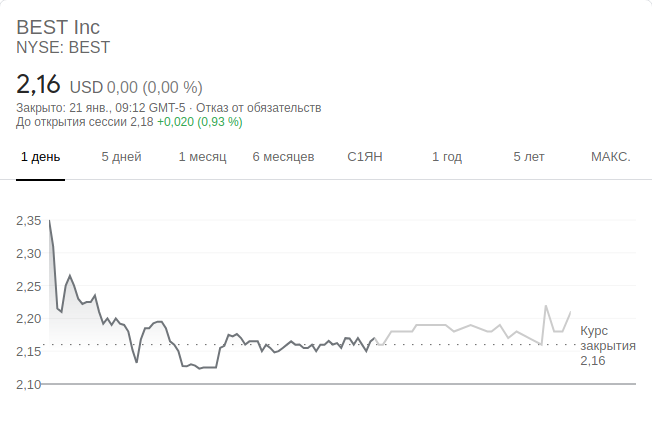 BEST Inc
NYSE: BEST
2,16 USD 0,00 (0,00 %)
Закрыто: 21 янв., 09:12 GMT-5 · Отказ от обязательств
До открытия сессии 2,18 +0,020 (0,93 %)
1 день 5 дней 1 месяц 6 месяцев С1ЯН 1 год 5 лет МАКС.
2,35
2,30
2,25
2,20
2,15
2,10
Курс
закрытия
2,16